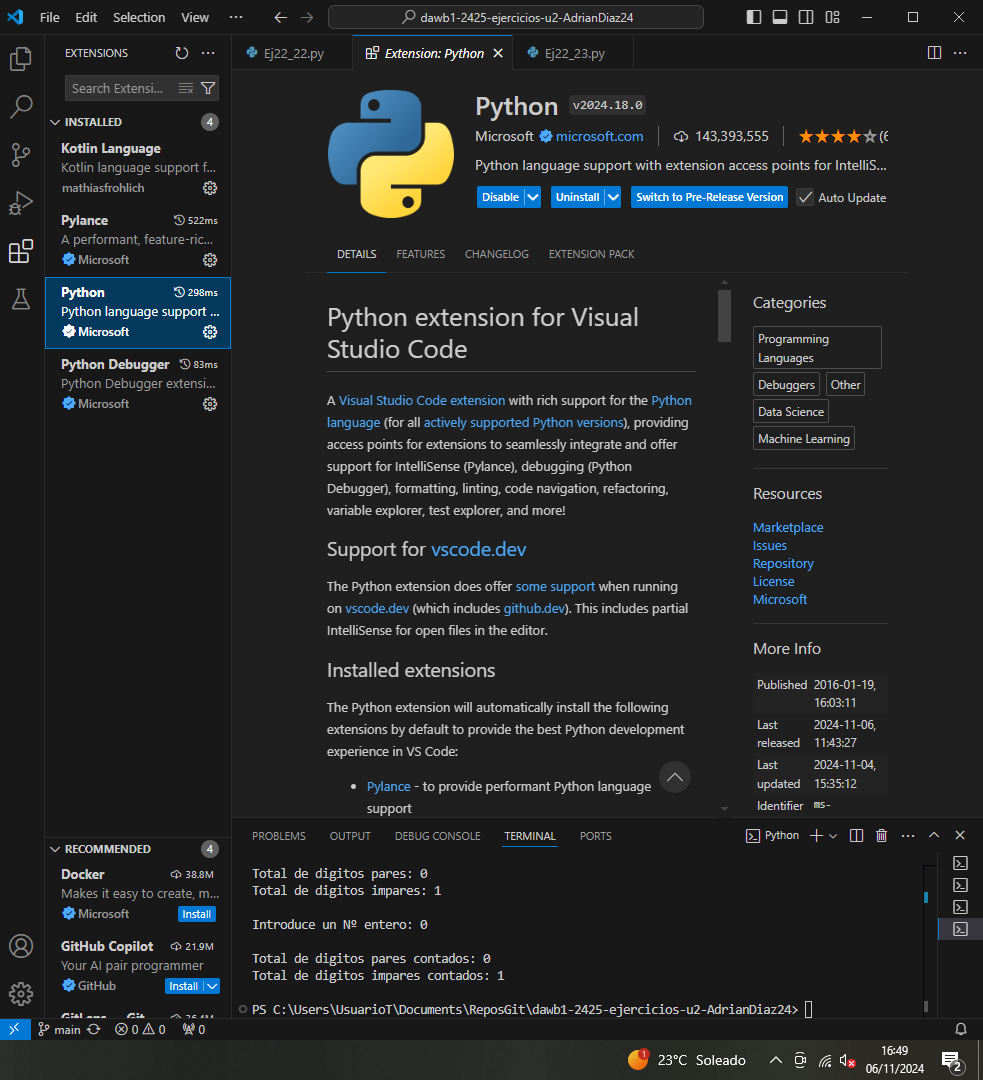 File Edit Selection View ··· dawb1-2425-ejercicios-u2-AdrianDiaz24
EXTENSIONS
Search Extensi...
INSTALLED 4
Kotlin Language
Kotlin language support f...
mathiasfrohlich
Pylance 522ms
A performant, feature-ric...
Microsoft
Python 298ms
Python language support ...
Microsoft
Python Debugger 83ms
Python Debugger extensi...
Microsoft
RECOMMENDED 4
Docker 38.8M
Makes it easy to create, m...
Microsoft Install
GitHub Copilot 21.9M
Your AI pair programmer
GitHub Install
Ej22_22.py Extension: Python Ej22_23.py
Python v2024.18.0
Microsoft microsoft.com 143,393,555 (6
Python language support with extension access points for IntelliS...
Disable Uninstall Switch to Pre-Release Version Auto Update
DETAILS FEATURES CHANGELOG EXTENSION PACK
Python extension for Visual
Studio Code
A Visual Studio Code extension with rich support for the Python
language (for all actively supported Python versions), providing
access points for extensions to seamlessly integrate and offer
support for IntelliSense (Pylance), debugging (Python
Debugger), formatting, linting, code navigation, refactoring,
variable explorer, test explorer, and more!
Support for vscode.dev
The Python extension does offer some support when running
on vscode.dev (which includes github.dev). This includes partial
IntelliSense for open files in the editor.
Installed extensions
The Python extension will automatically install the following
extensions by default to provide the best Python development
experience in VS Code:
• Pylance - to provide performant Python language
support
Categories
Programming
Languages
Debuggers Other
Data Science
Machine Learning
Resources
Marketplace
Issues
Repository
License
Microsoft
More Info
Published 2016-01-19,
16:03:11
Last 2024-11-06,
released 11:43:27
Last 2024-11-04,
updated 15:35:12
Identifier ms-
PROBLEMS OUTPUT DEBUG CONSOLE TERMINAL PORTS Python
Total de digitos pares: 0
Total de digitos impares: 1
Introduce un Nº entero: 0
Total de digitos pares contados: 0
Total de digitos impares contados: 1
PS C:\Users\UsuarioT\Documents\ReposGit\dawb1-2425-ejercicios-u2-AdrianDiaz24>
main 0 0 0
1 23°C Soleado 16:49
06/11/2024 2